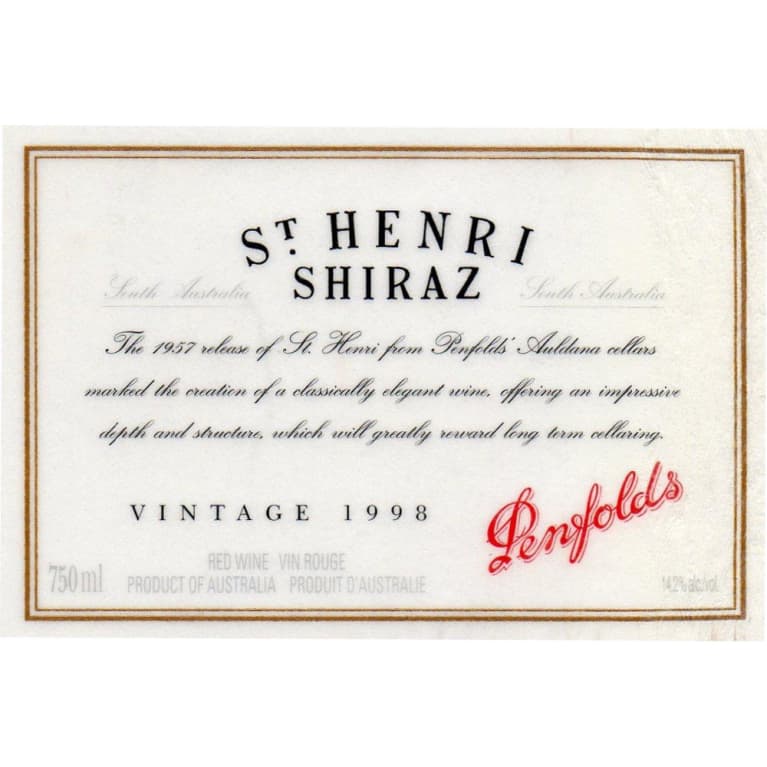 ST. HENRI
SHIRAZ
South Australia South Australia
The 1957 release of St. Henri from Penfolds' Auldana cellars
marked the creation of a classically elegant wine, offering an impressive
depth and structure, which will greatly reward long term cellaring.
VINTAGE 1998
Penfolds
RED WINE VIN ROUGE
750 ml PRODUCT OF AUSTRALIA PRODUIT D'AUSTRALIE 14.2% alc/vol